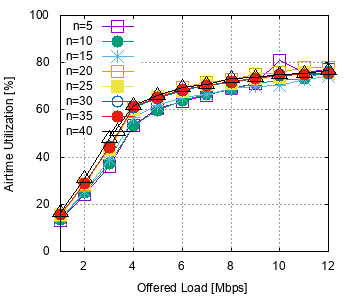 100
80
60
40
20
0
Airtime Utilization [%]
n=5
n=10
n=15
n=20
n=25
n=30
n=35
n=40
2 4 6 8 10 12
Offered Load [Mbps]